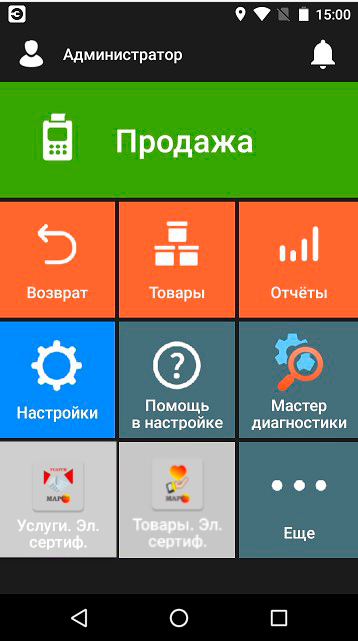 15:00
Администратор
Продажа
Возврат
Товары
Отчёты
Настройки
Помощь
в настройке
Мастер
диагностики
Услуги. Эл.
сертиф.
Товары. Эл.
сертиф.
Еще